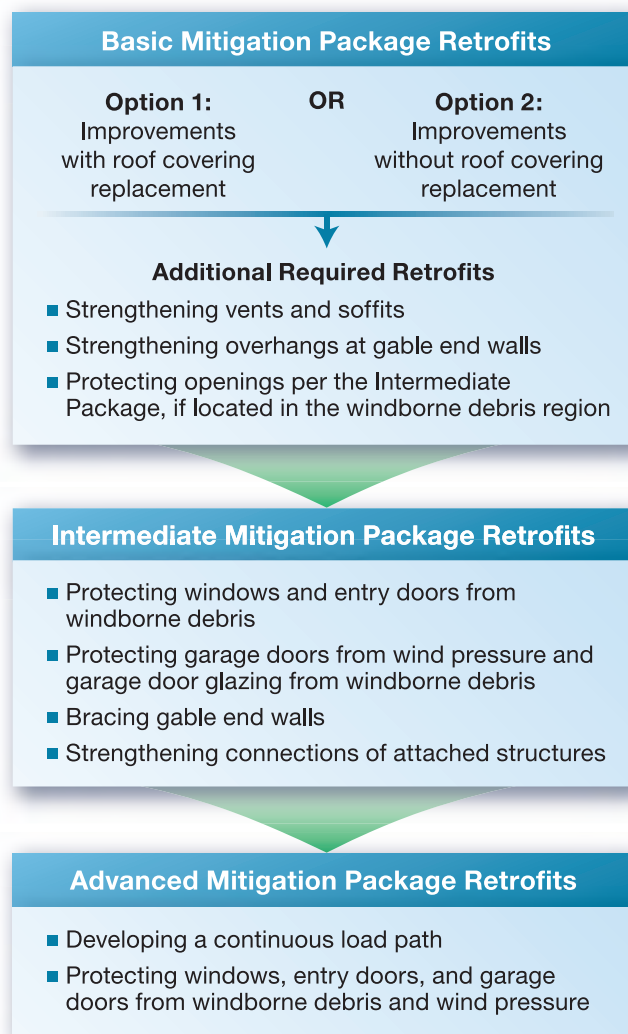 Basic Mitigation Package Retrofits
Option 1:
Improvements
with roof covering
replacement
OR
Option 2:
Improvements
without roof covering
replacement
Additional Required Retrofits
■ Strengthening vents and soffits
■ Strengthening overhangs at gable end walls
■ Protecting openings per the Intermediate
Package, if located in the windborne debris region
Intermediate Mitigation Package Retrofits
■ Protecting windows and entry doors from
windborne debris
■ Protecting garage doors from wind pressure and
garage door glazing from windborne debris
■ Bracing gable end walls
■ Strengthening connections of attached structures
Advanced Mitigation Package Retrofits
■ Developing a continuous load path
■ Protecting windows, entry doors, and garage
doors from windborne debris and wind pressure